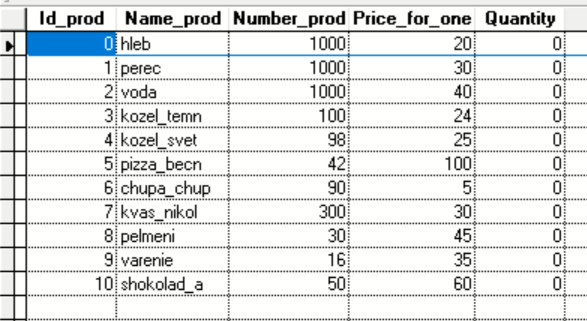 Id_prod Name_prod Number_prod Price_for_one Quantity
0 hleb 1000 20 0
1 perec 1000 30 0
2 voda 1000 40 0
3 kozel_temn 100 24 0
4 kozel_svet 98 25 0
5 pizza_becn 42 100 0
6 chupa_chup 90 5 0
7 kvas_nikol 300 30 0
8 pelmeni 30 45 0
9 varenie 16 35 0
10 shokolad_a 50 60 0